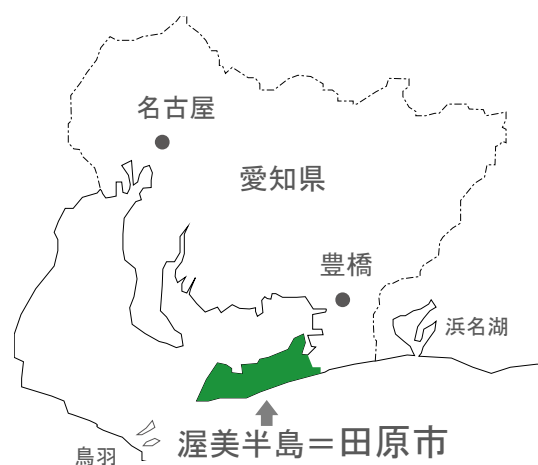 名古屋
愛知県
豊橋
浜名湖
渥美半島＝田原市
鳥羽